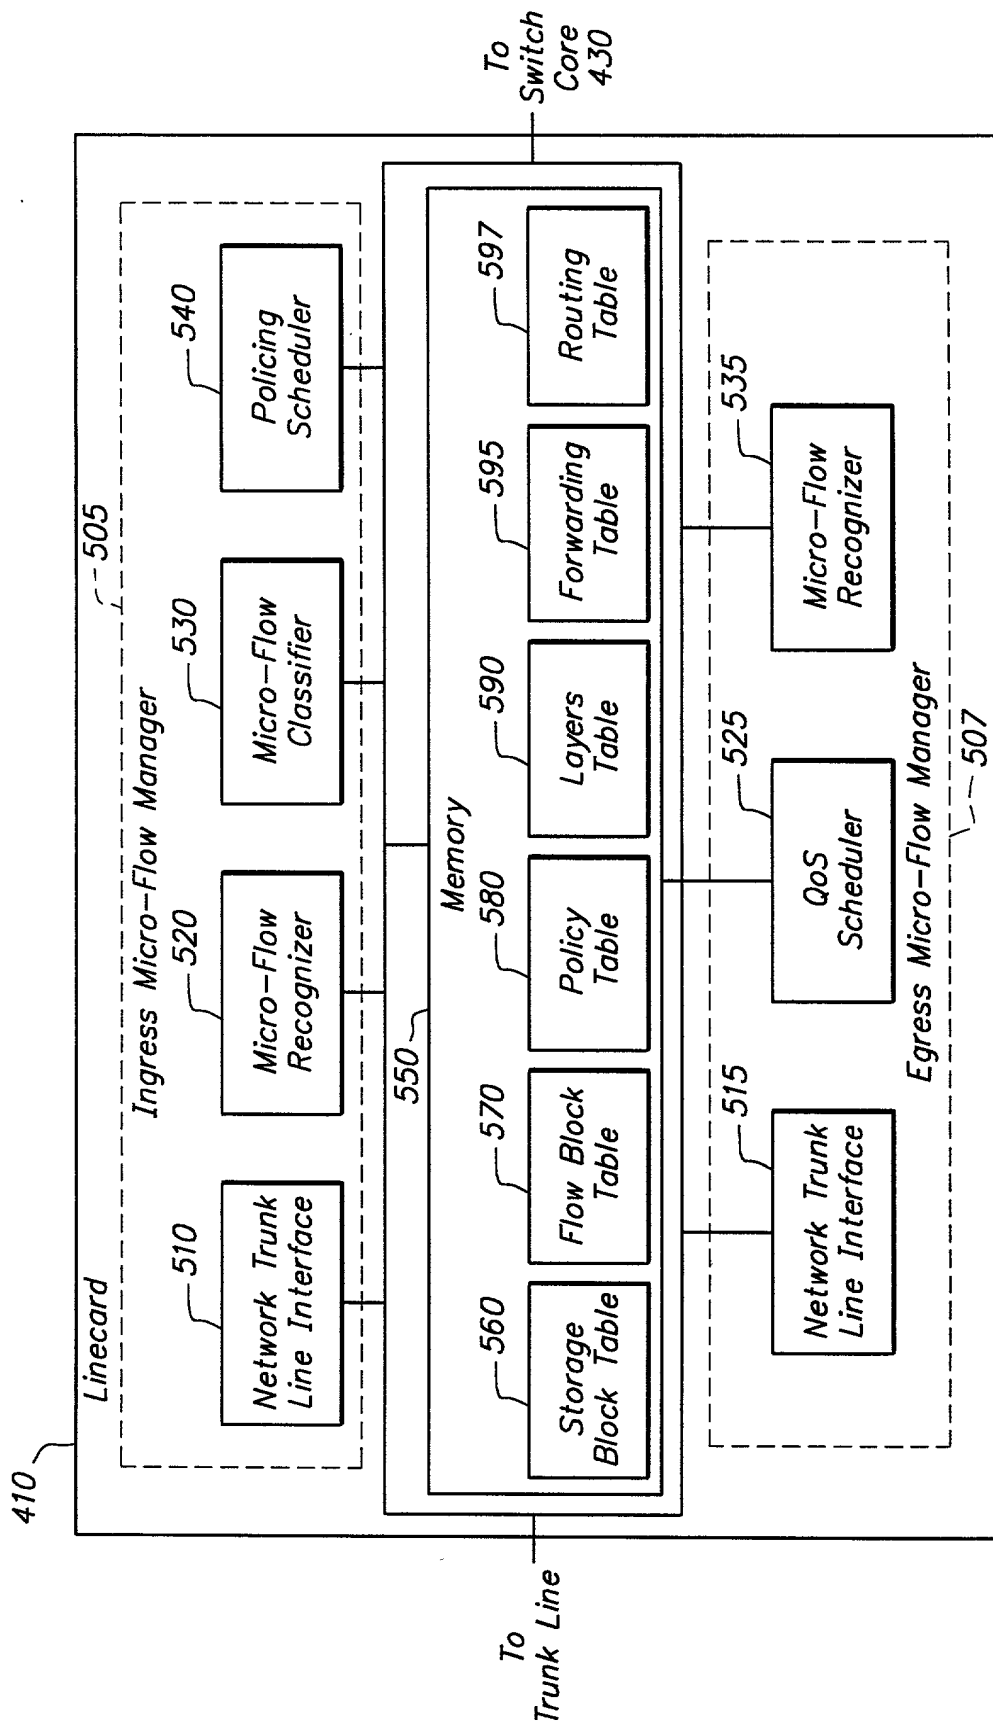 410
Linecard
505
Ingress Micro-Flow Manager
510
Network Trunk
Line Interface
520
Micro-Flow
Recognizer
530
Micro-Flow
Classifier
540
Policing
Scheduler
To
Trunk Line
To
Switch
Core
430
550
Memory
560
Storage
Block Table
570
Flow Block
Table
580
Policy
Table
590
Layers
Table
595
Forwarding
Table
597
Routing
Table
515
Network Trunk
Line Interface
525
QoS
Scheduler
535
Micro-Flow
Recognizer
Egress Micro-Flow Manager
507